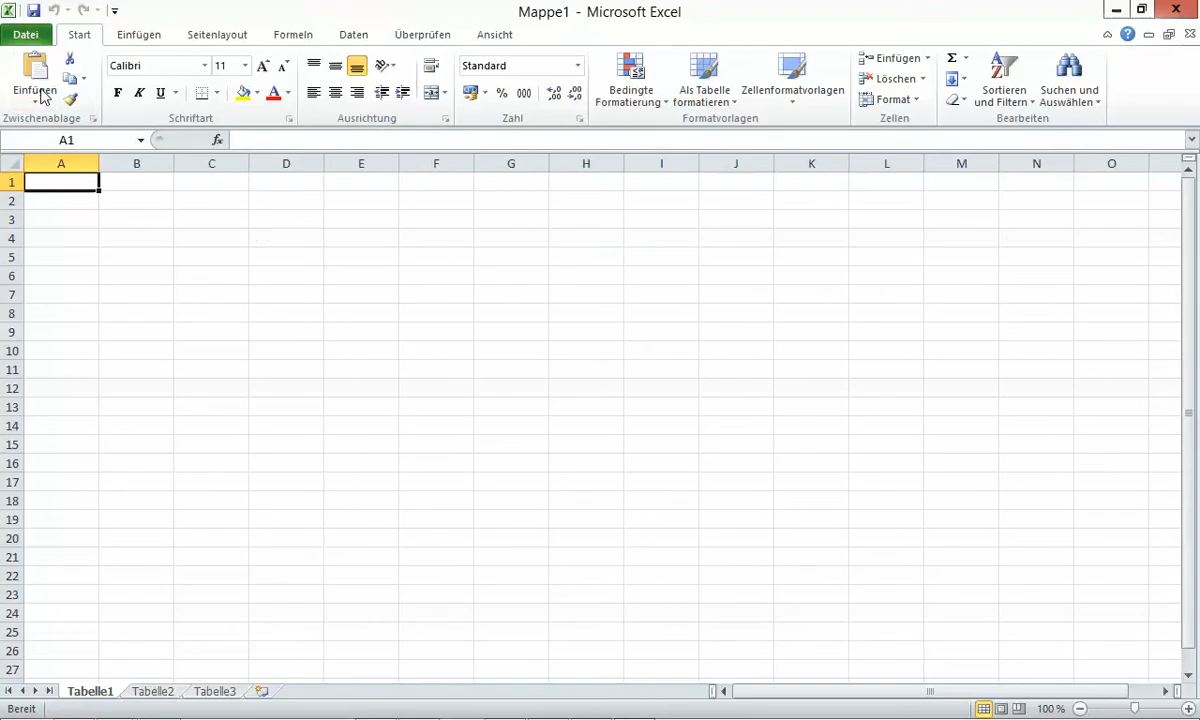 Mappe1 - Microsoft Excel
Datei Start Einfügen Seitenlayout Formeln Daten Überprüfen Ansicht
Calibri 11 Standard Einfügen Σ
Löschen
Einfügen F K U A % 000 Bedingte Formatierung Als Tabelle formatieren Zellenformatvorlagen Format Sortieren und Filtern Suchen und Auswählen
Zwischenablage Schriftart Ausrichtung Zahl Formatvorlagen Zellen Bearbeiten
A1 fx
A B C D E F G H I J K L M N O
1
2
3
4
5
6
7
8
9
10
11
12
13
14
15
16
17
18
19
20
21
22
23
24
25
26
27
Tabelle1 Tabelle2 Tabelle3
Bereit 100 %